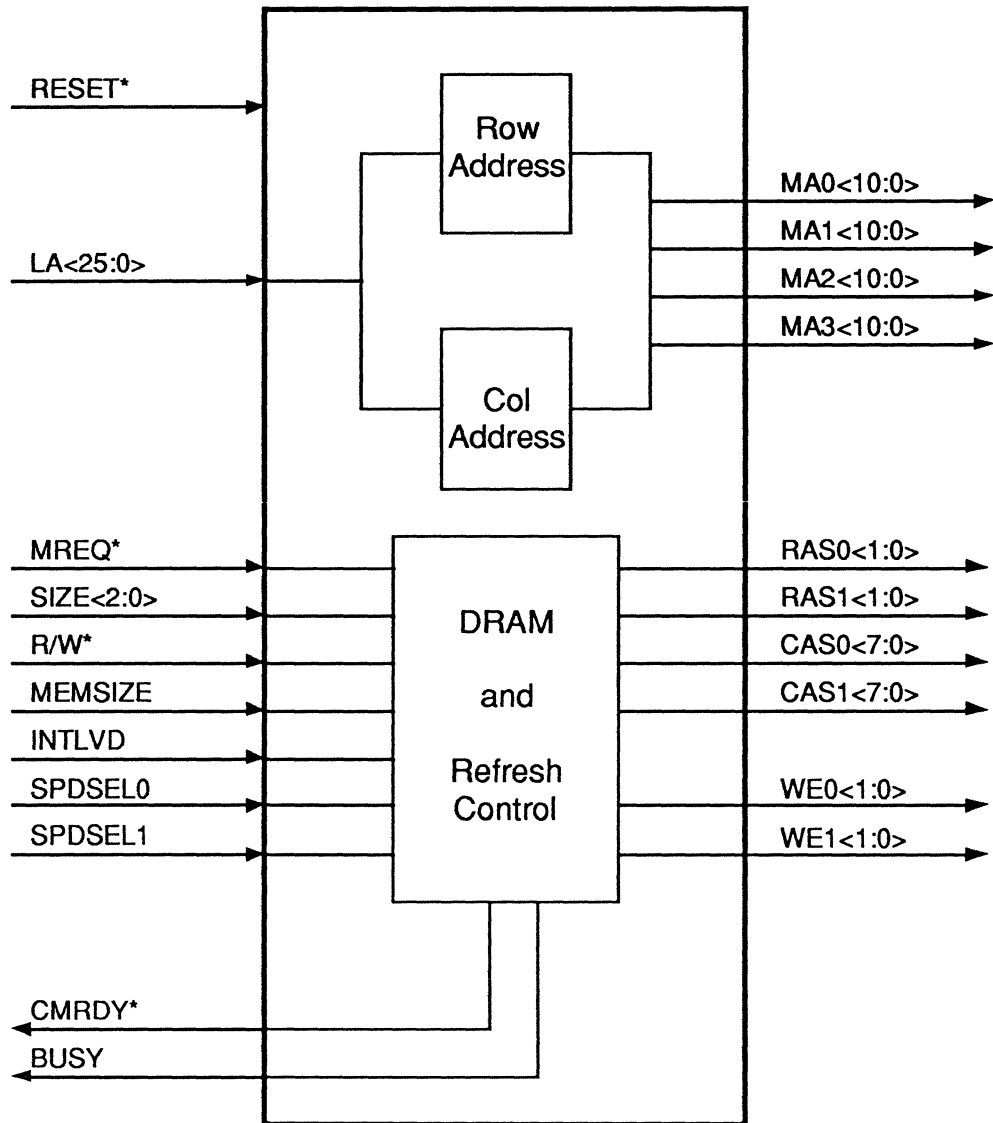 RESET*
LA<25:0>
Row
Address
Col
Address
MA0<10:0>
MA1<10:0>
MA2<10:0>
MA3<10:0>
MREQ*
SIZE<2:0>
R/W*
MEMSIZE
INTLVD
SPDSEL0
SPDSEL1
DRAM
and
Refresh
Control
RAS0<1:0>
RAS1<1:0>
CAS0<7:0>
CAS1<7:0>
WE0<1:0>
WE1<1:0>
CMRDY*
BUSY